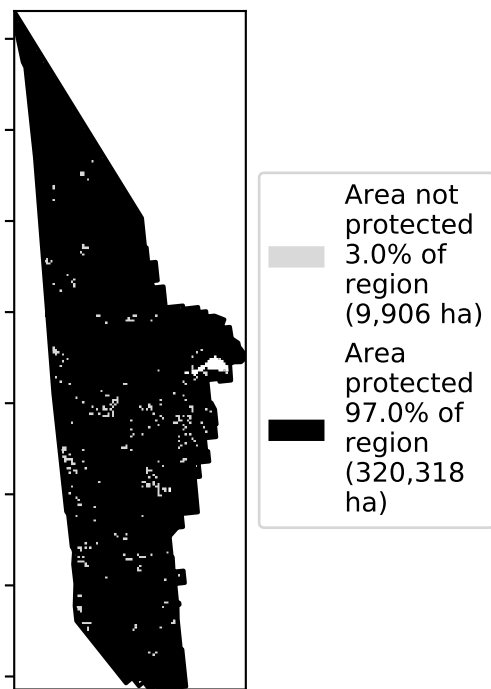 Area not
protected
3.0% of
region
(9,906 ha)
Area
protected
97.0% of
region
(320,318
ha)